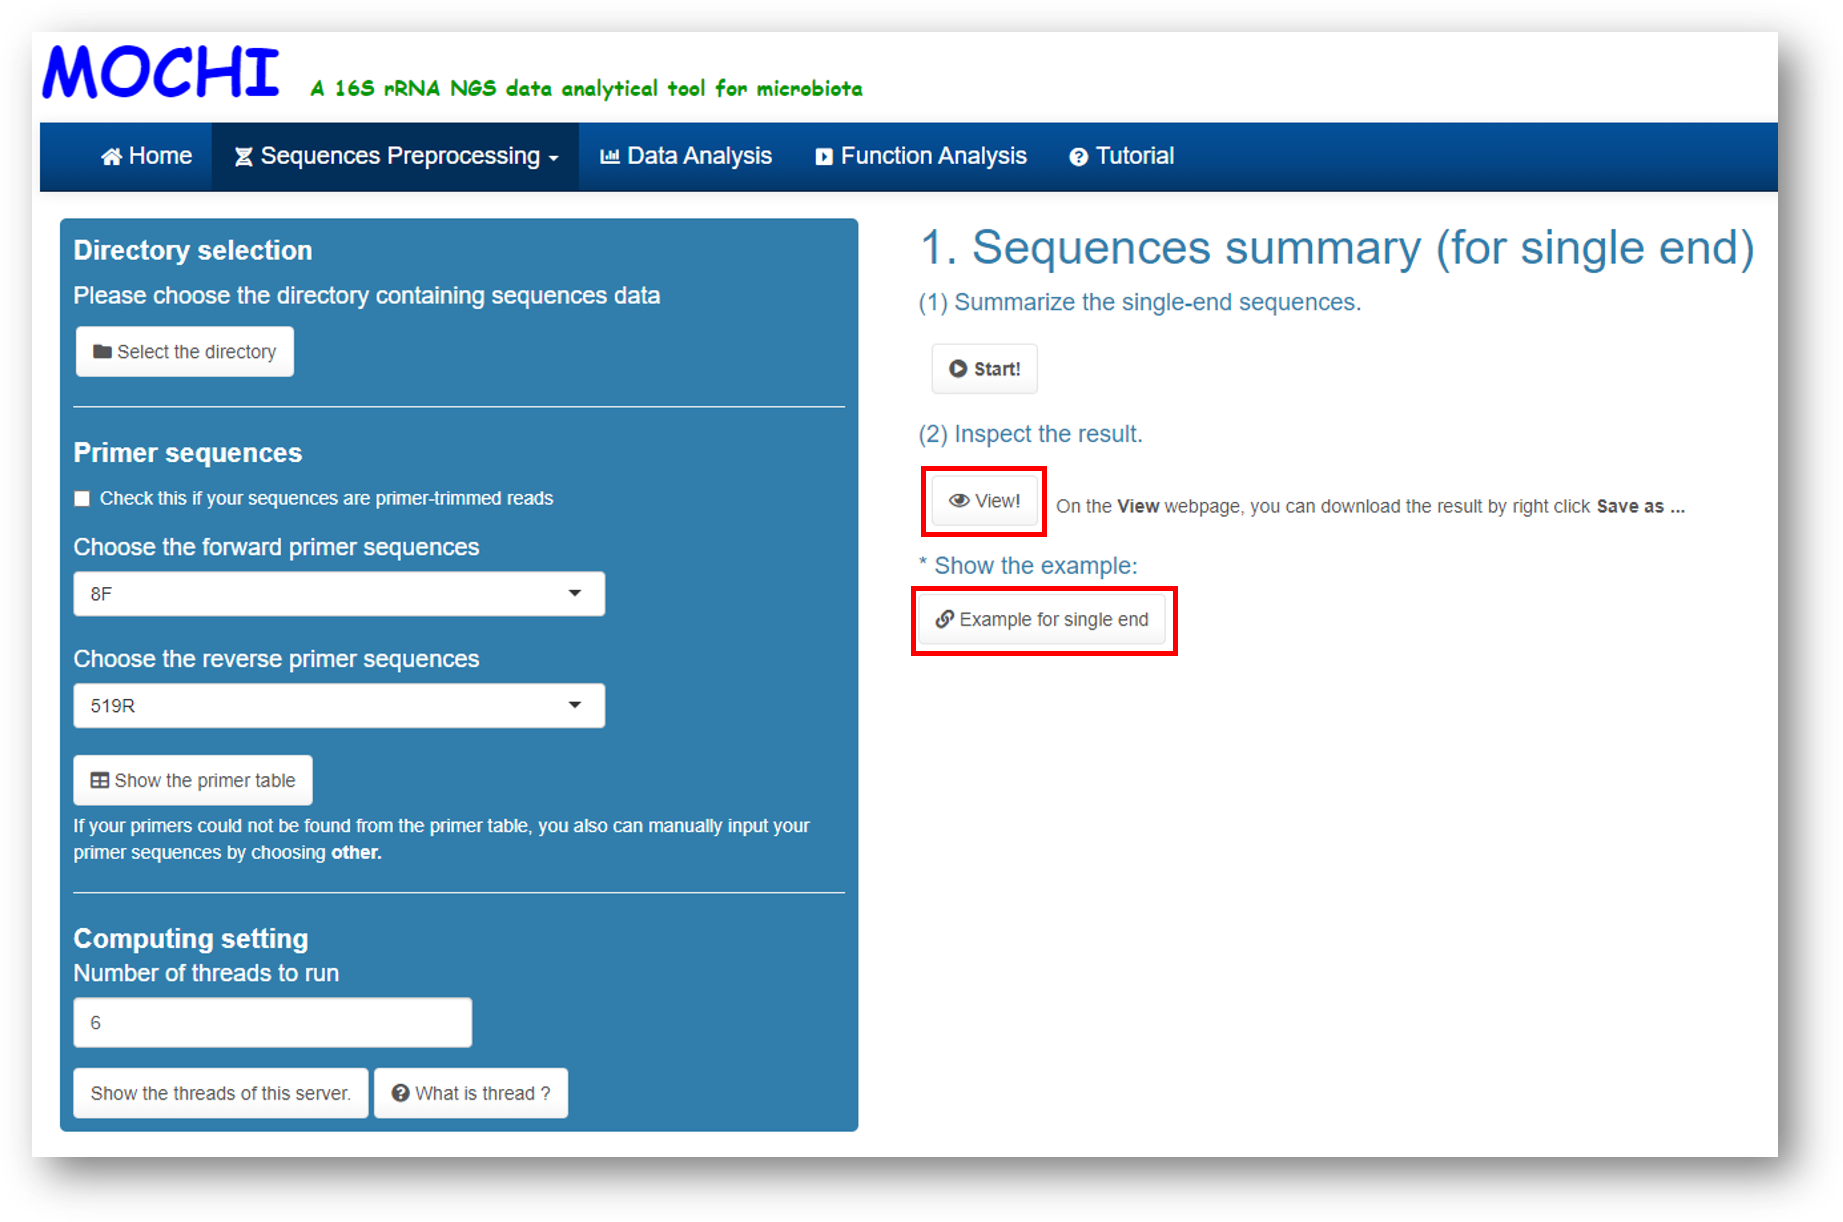 MOCHI A 16S rRNA NGS data analytical tool for microbiota
Home Sequences Preprocessing Data Analysis Function Analysis Tutorial
Directory selection
Please choose the directory containing sequences data
Select the directory
Primer sequences
Check this if your sequences are primer-trimmed reads
Choose the forward primer sequences
8F
Choose the reverse primer sequences
519R
Show the primer table
If your primers could not be found from the primer table, you also can manually input your
primer sequences by choosing other.
Computing setting
Number of threads to run
6
Show the threads of this server. What is thread ?
1. Sequences summary (for single end)
(1) Summarize the single-end sequences.
Start!
(2) Inspect the result.
View! On the View webpage, you can download the result by right click Save as ...
* Show the example:
Example for single end